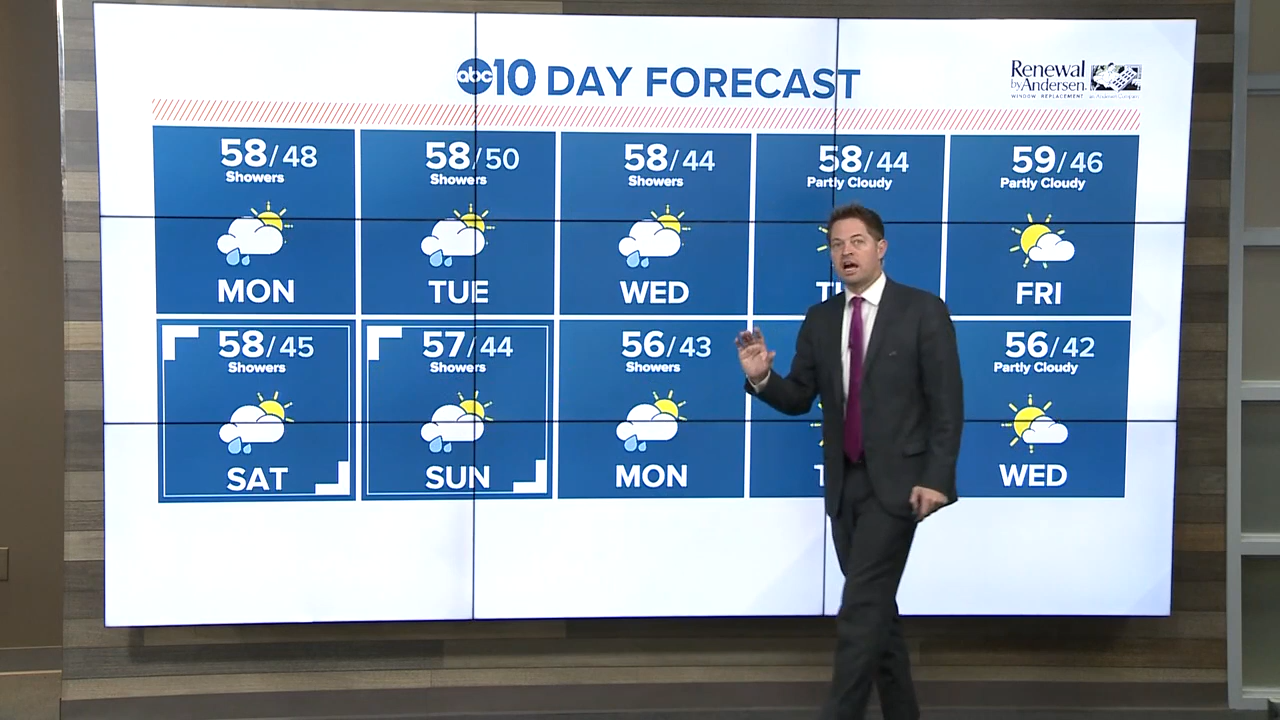 abc10 DAY FORECAST
Renewal
by Andersen.
WINDOW REPLACEMENT
58/48
Showers
MON
58/50
Showers
TUE
58/44
Showers
WED
58/44
Partly Cloudy
59/46
Partly Cloudy
FRI
58/45
Showers
SAT
57/44
Showers
SUN
56/43
Showers
MON
56/42
Partly Cloudy
WED